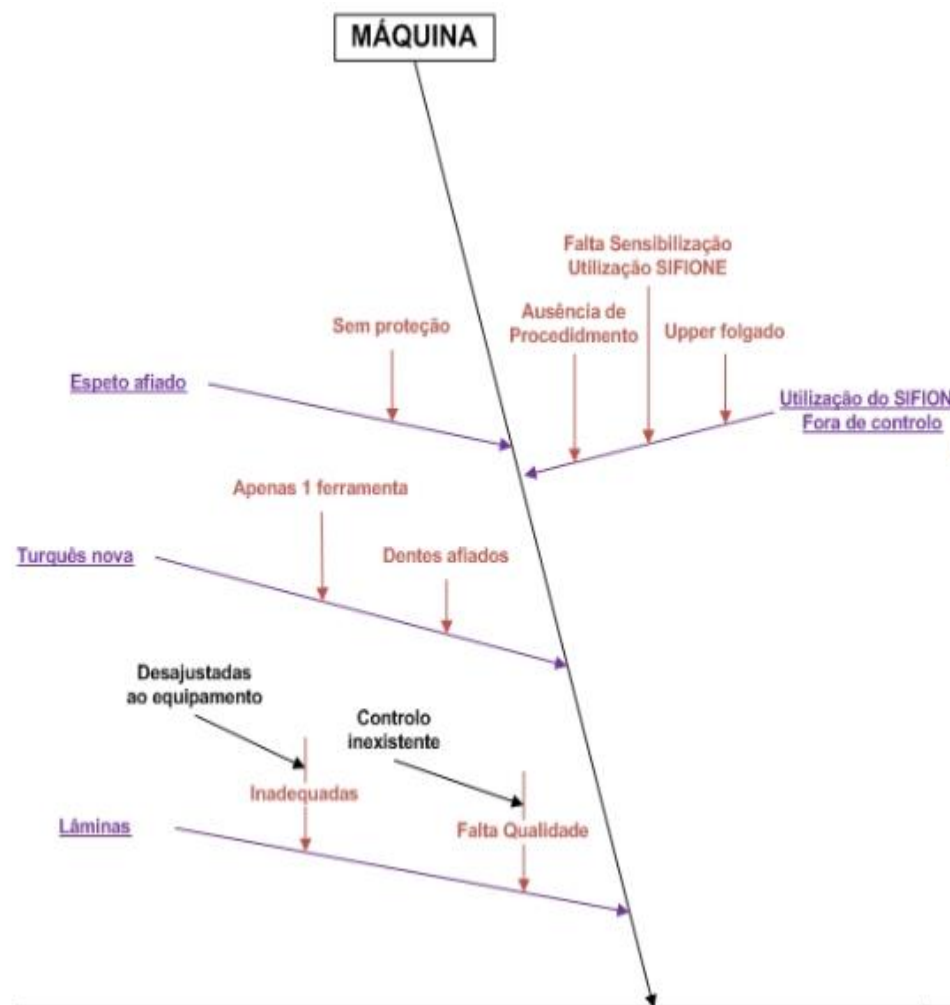 MÁQUINA
Falta Sensibilização
Utilização SIFIONE
Ausência de
Procedidmento
Sem proteção
Upper folgado
Espeto afiado
Utilização do SIFION
Fora de controlo
Apenas 1 ferramenta
Dentes afiados
Turquês nova
Desajustadas
ao equipamento
Controlo
inexistente
Inadequadas
Falta Qualidade
Lâminas